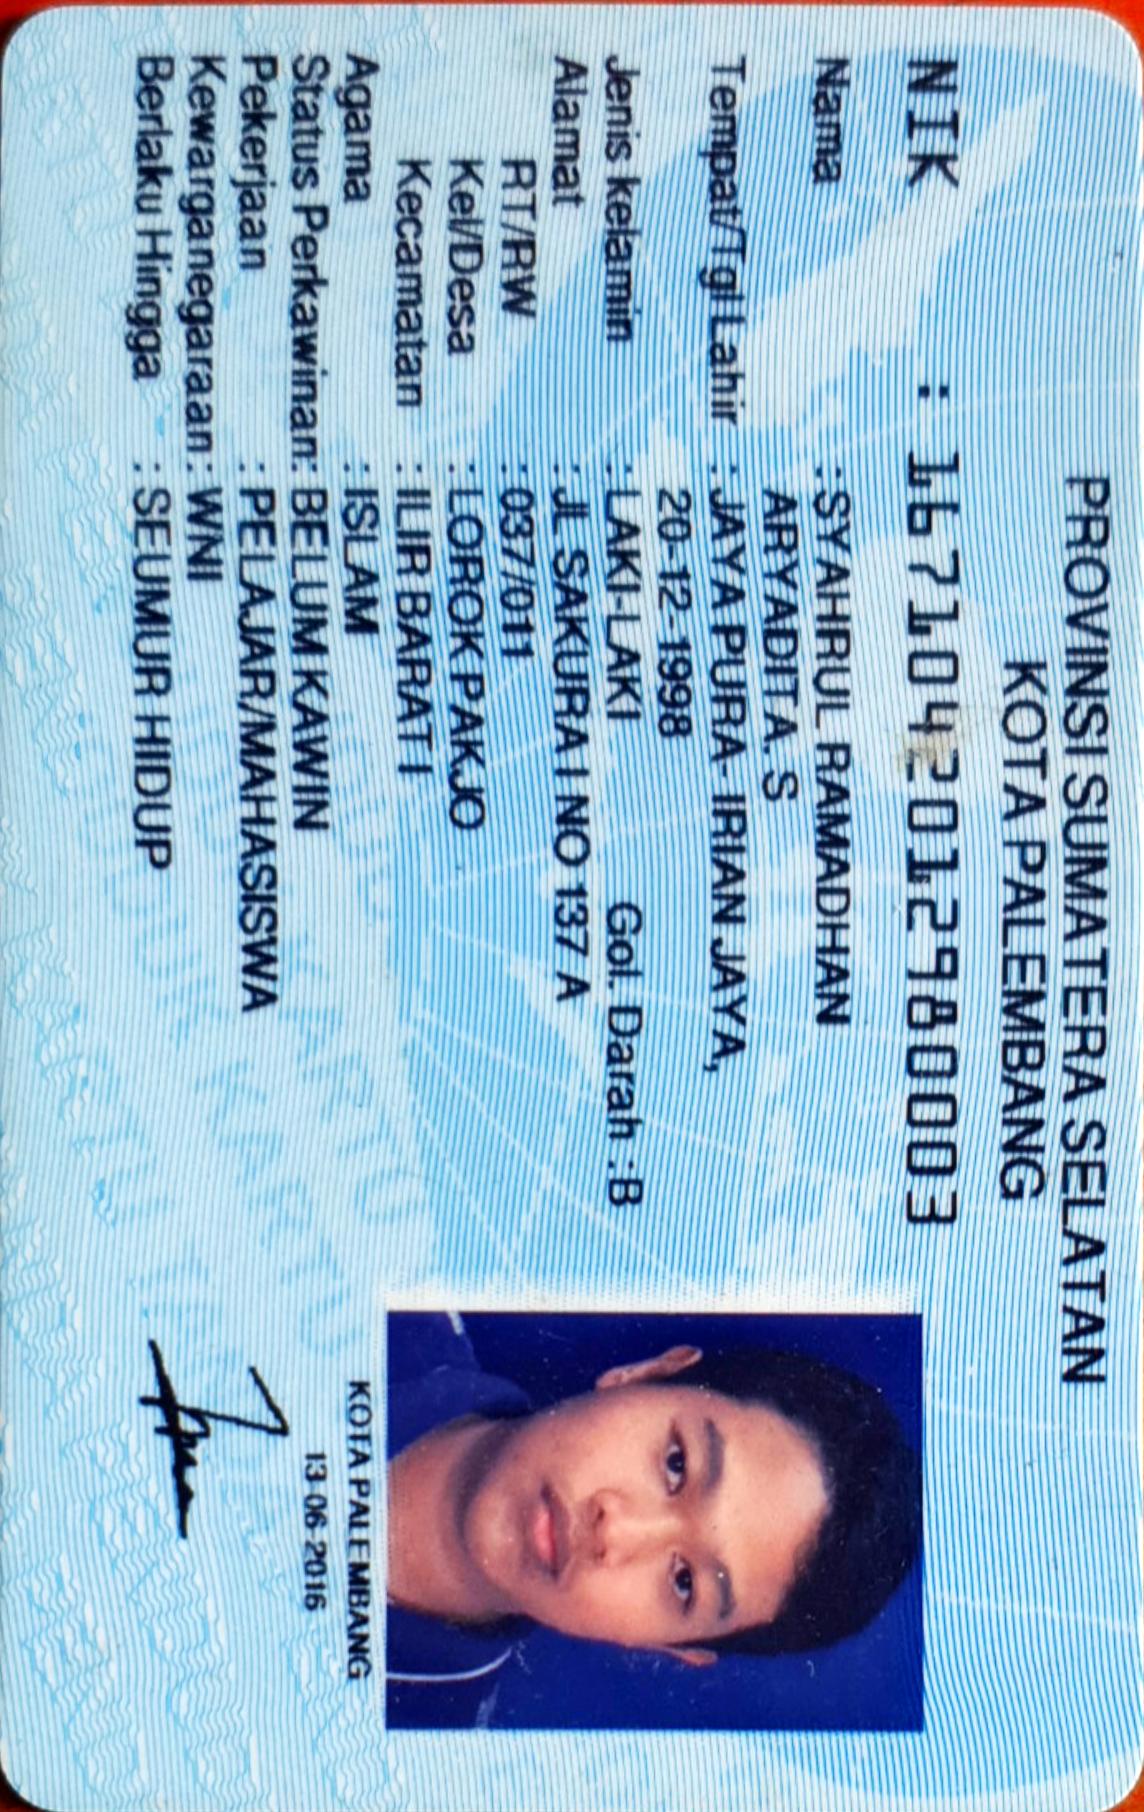 PROVINSI SUMATERA SELATAN
KOTA PALEMBANG
NIK : 1671042012980003
Nama : SYAHRUL RAMADHAN
ARYADITA. S
Tempat/Tgl Lahir : JAYA PURA- IRIAN JAYA,
20-12-1998
Jenis kelamin : LAKI-LAKI Gol. Darah : B
Alamat : JL SAKURA I NO 137 A
RT/RW : 037/011
Kel/Desa : LOROK PAKJO
Kecamatan : ILIR BARAT I
Agama : ISLAM
Status Perkawinan: BELUM KAWIN
Pekerjaan : PELAJAR/MAHASISWA
Kewarganegaraan: WNI
Berlaku Hingga : SEUMUR HIDUP
KOTA PALEMBANG
13-06-2016